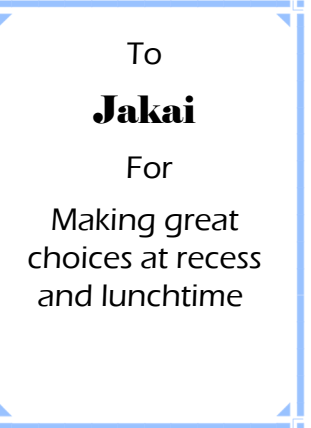 To
Jakai
For
Making great
choices at recess
and lunchtime